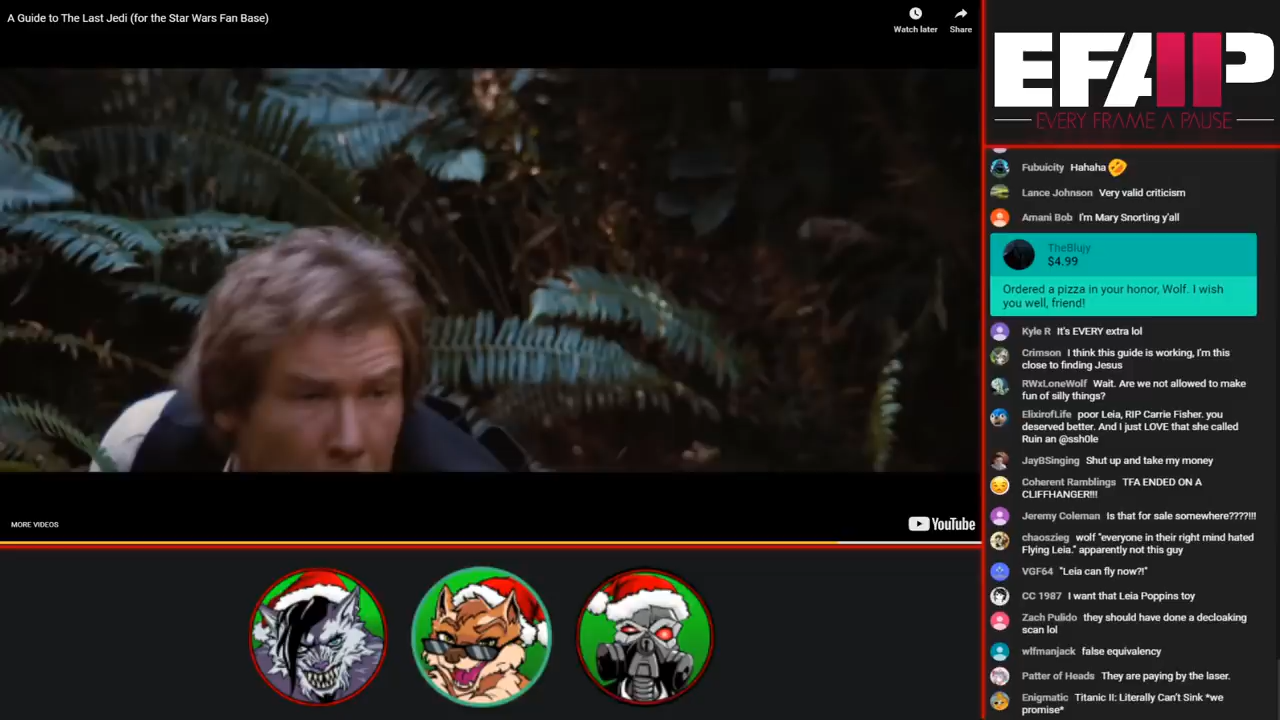 A Guide to The Last Jedi (for the Star Wars Fan Base)
Watch later
Share
MORE VIDEOS
YouTube
EFAP
EVERY FRAME A PAUSE
Fubuicity Hahaha
Lance Johnson Very valid criticism
Amani Bob I'm Mary Snorting y'all
TheBlujy
$4.99
Ordered a pizza in your honor, Wolf. I wish
you well, friend!
Kyle R It's EVERY extra lol
Crimson I think this guide is working, I'm this
close to finding Jesus
RWxLoneWolf Wait. Are we not allowed to make
fun of silly things?
ElixirofLife poor Leia, RIP Carrie Fisher. you
deserved better. And I just LOVE that she called
Ruin an @ssh0le
JayBSinging Shut up and take my money
Coherent Ramblings TFA ENDED ON A
CLIFFHANGER!!!
Jeremy Coleman Is that for sale somewhere????!!!
chaoszieg wolf "everyone in their right mind hated
Flying Leia." apparently not this guy
VGF64 "Leia can fly now?!"
CC 1987 I want that Leia Poppins toy
Zach Pulido they should have done a decloaking
scan lol
wlfmanjack false equivalency
Patter of Heads They are paying by the laser.
Enigmatic Titanic II: Literally Can't Sink *we
promise*